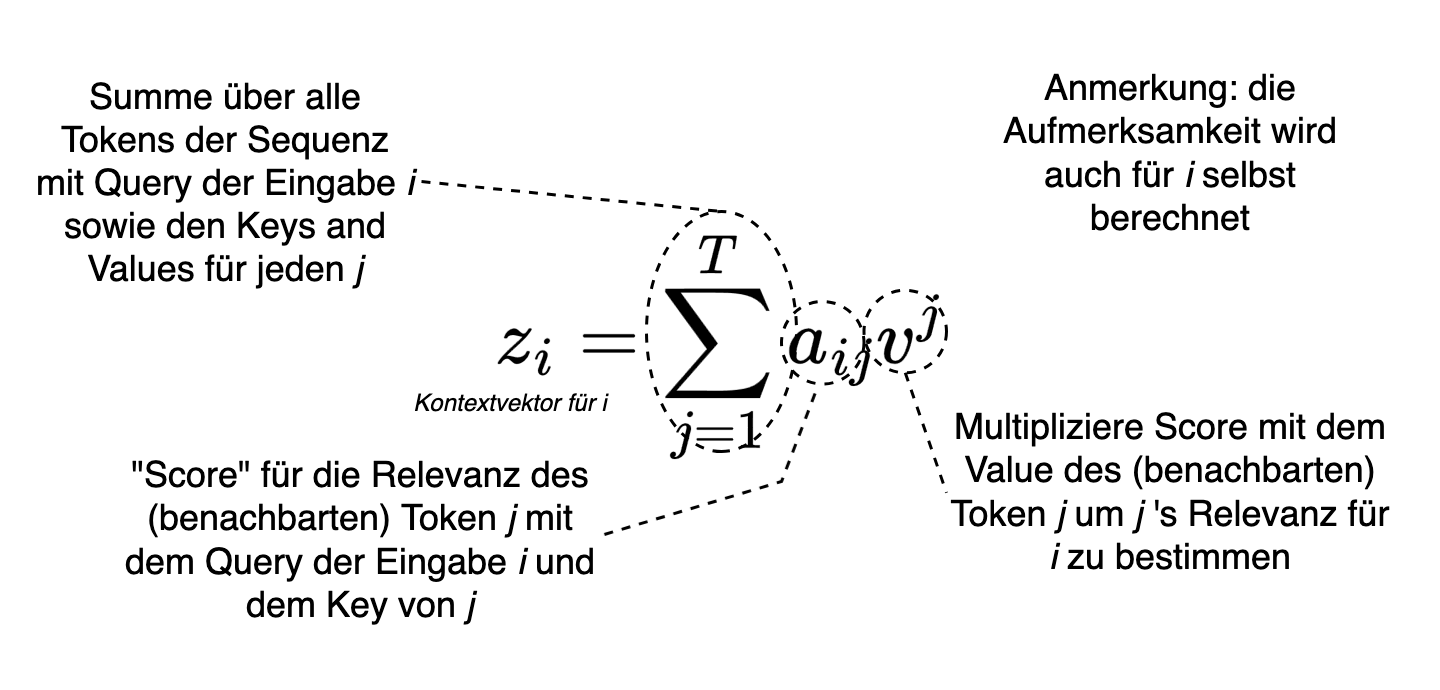 Summe über alle
Tokens der Sequenz
mit Query der Eingabe i
sowie den Keys and
Values für jeden j
Anmerkung: die
Aufmerksamkeit wird
auch für i selbst
berechnet
z_i = \sum_{j=1}^{T} a_{ij} v^j
Kontextvektor für i
"Score" für die Relevanz des
(benachbarten) Token j mit
dem Query der Eingabe i und
dem Key von j
Multipliziere Score mit dem
Value des (benachbarten)
Token j um j 's Relevanz für
i zu bestimmen